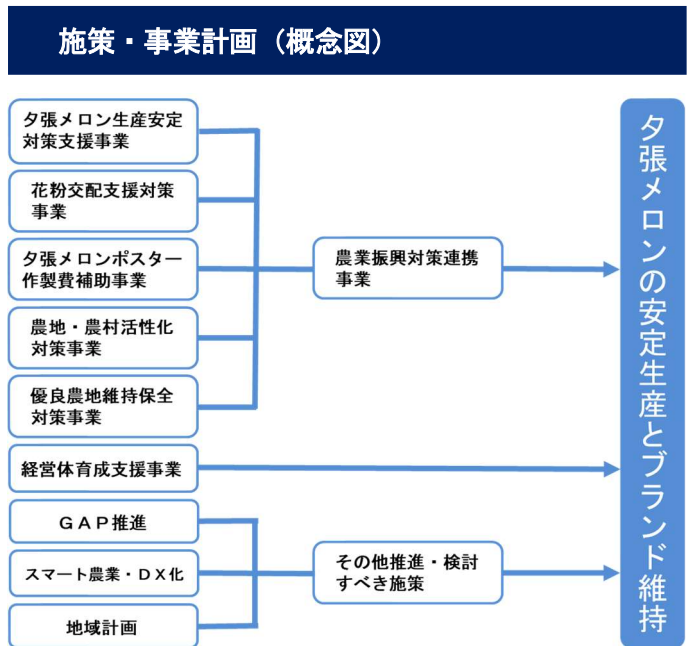 施策・事業計画（概念図）
夕張メロン生産安定
対策支援事業
花粉交配支援対策
事業
夕張メロンポスター
作製費補助事業
農地・農村活性化
対策事業
優良農地維持保全
対策事業
経営体育成支援事業
ＧＡＰ推進
スマート農業・ＤＸ化
地域計画
農業振興対策連携
事業
その他推進・検討
すべき施策
夕張メロンの安定生産とブランド維持